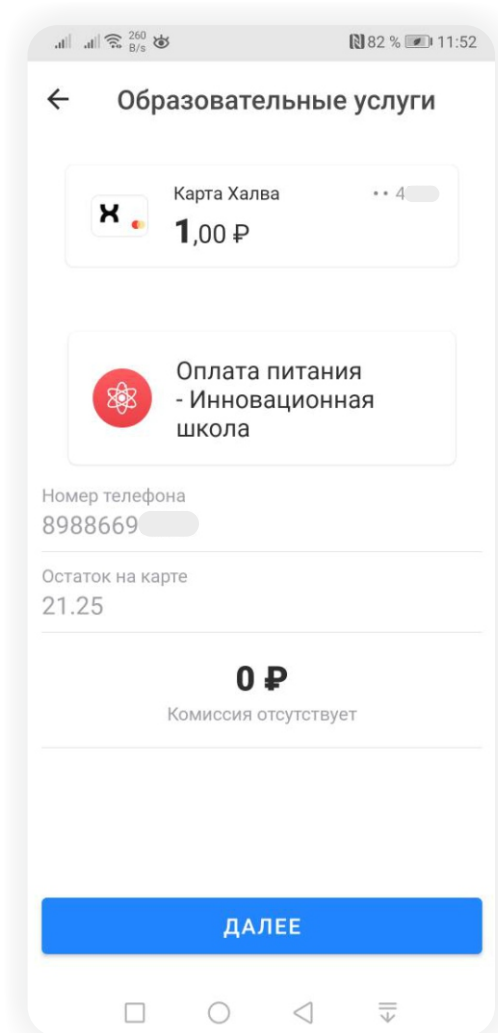 260 B/s 82 % 11:52
Образовательные услуги
Карта Халва •• 4
1,00 ₽
Оплата питания
- Инновационная
школа
Номер телефона
8988669
Остаток на карте
21.25
0 ₽
Комиссия отсутствует
ДАЛЕЕ